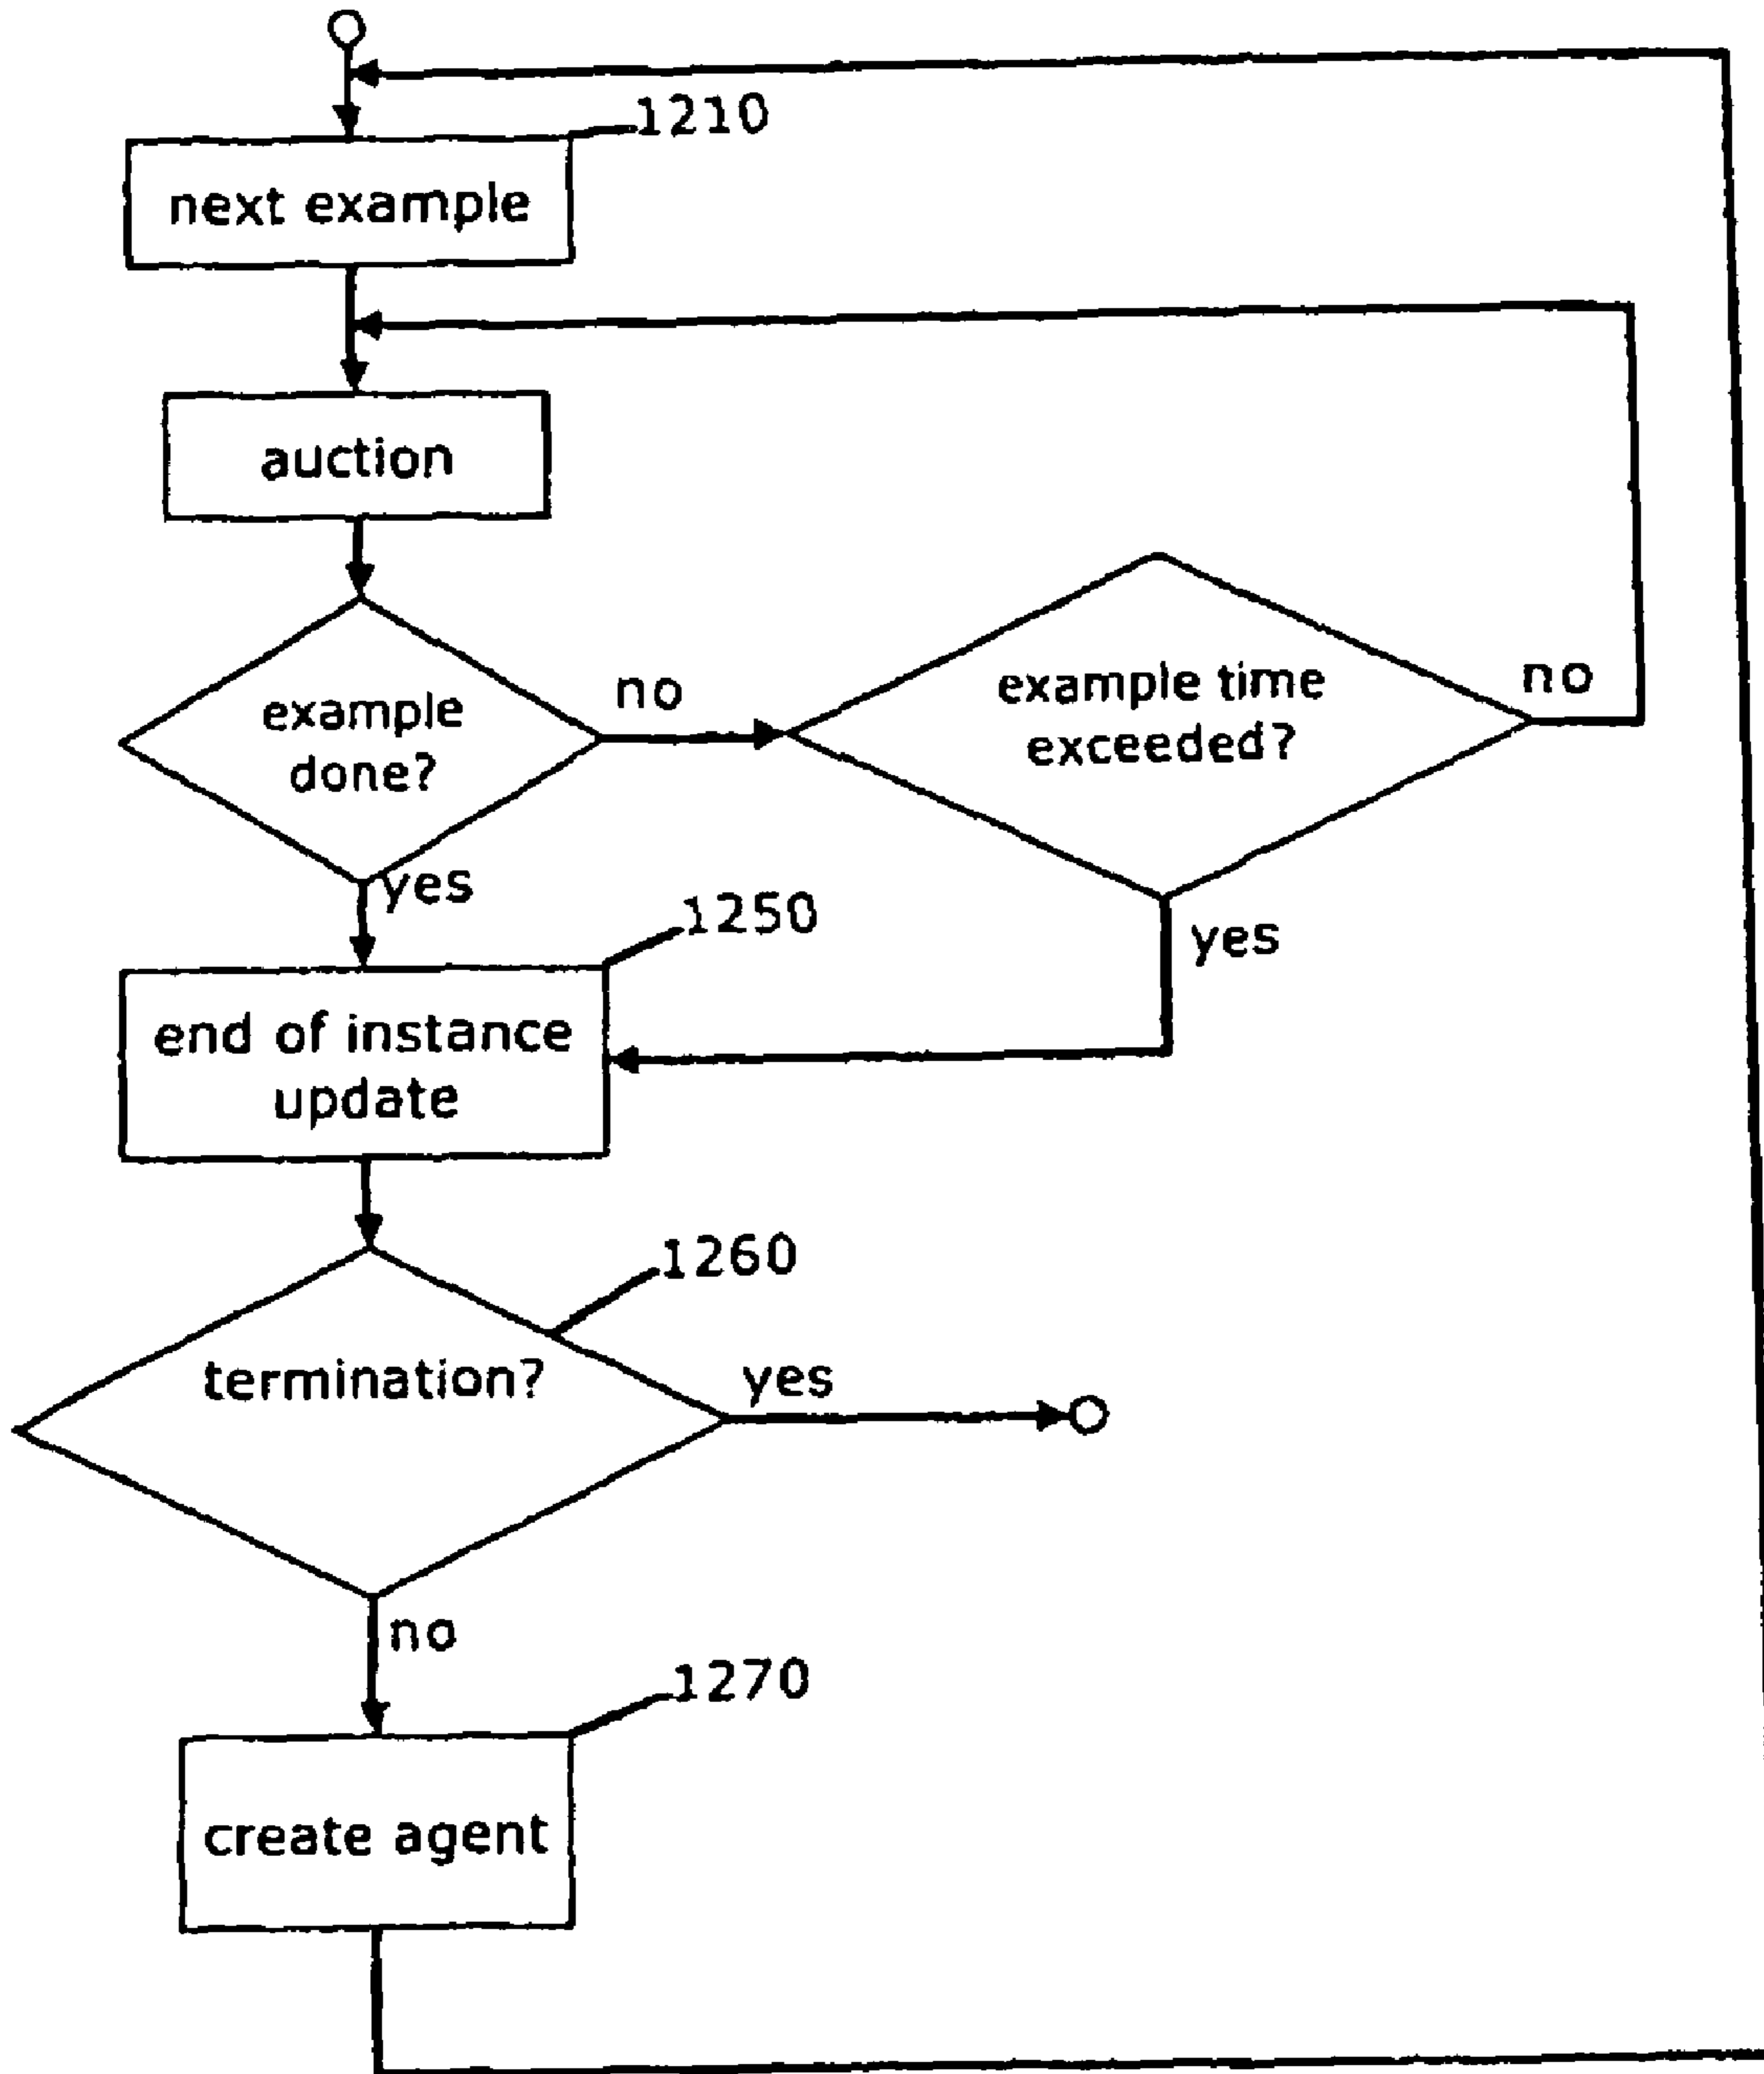 1210
next example
auction
example
done?
no
example time
exceeded?
no
yes
1250
yes
end of instance
update
1260
termination?
yes
no
1270
create agent